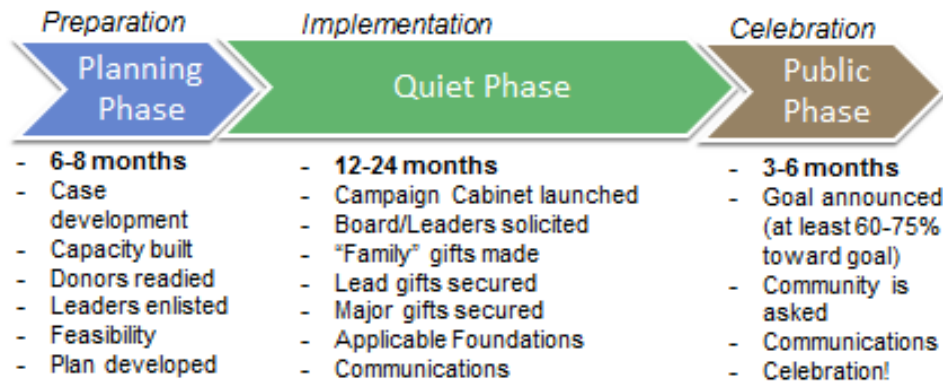 Preparation
Planning
Phase
- 6-8 months
- Case
development
- Capacity built
- Donors readied
- Leaders enlisted
- Feasibility
- Plan developed
Implementation
Quiet Phase
- 12-24 months
- Campaign Cabinet launched
- Board/Leaders solicited
- “Family” gifts made
- Lead gifts secured
- Major gifts secured
- Applicable Foundations
- Communications
Celebration
Public
Phase
- 3-6 months
- Goal announced
(at least 60-75%
toward goal)
- Community is
asked
- Communications
- Celebration!